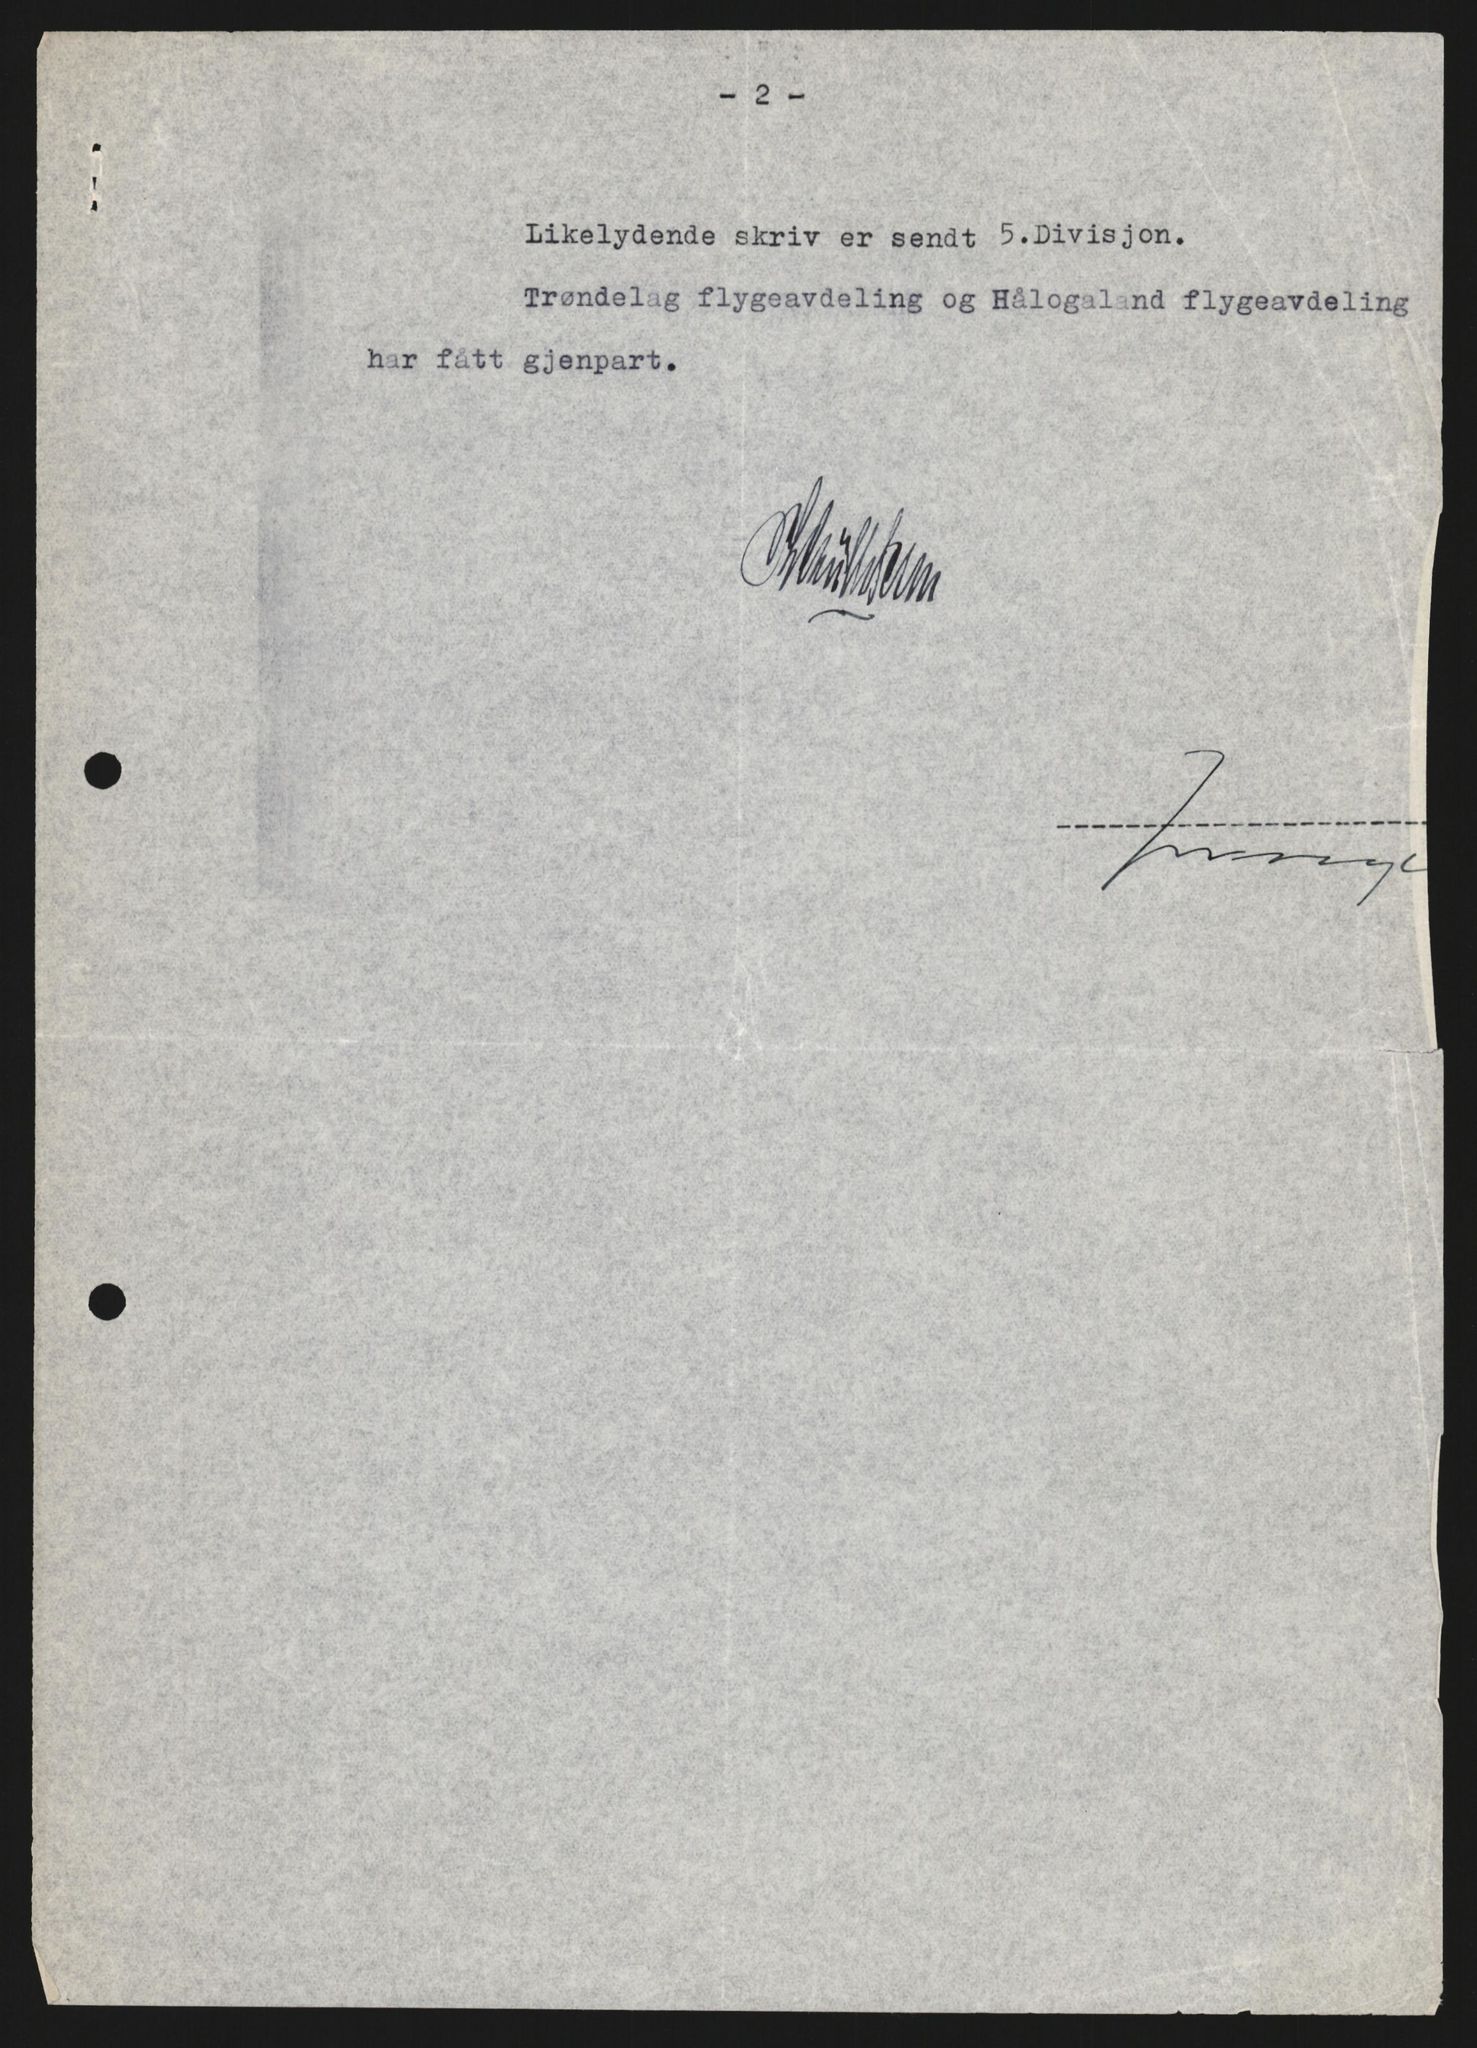 - 2 -
Likelydende skriv er sendt 5.Divisjon.
Trøndelag flygeavdeling og Hålogaland flygeavdeling
har fått gjenpart.